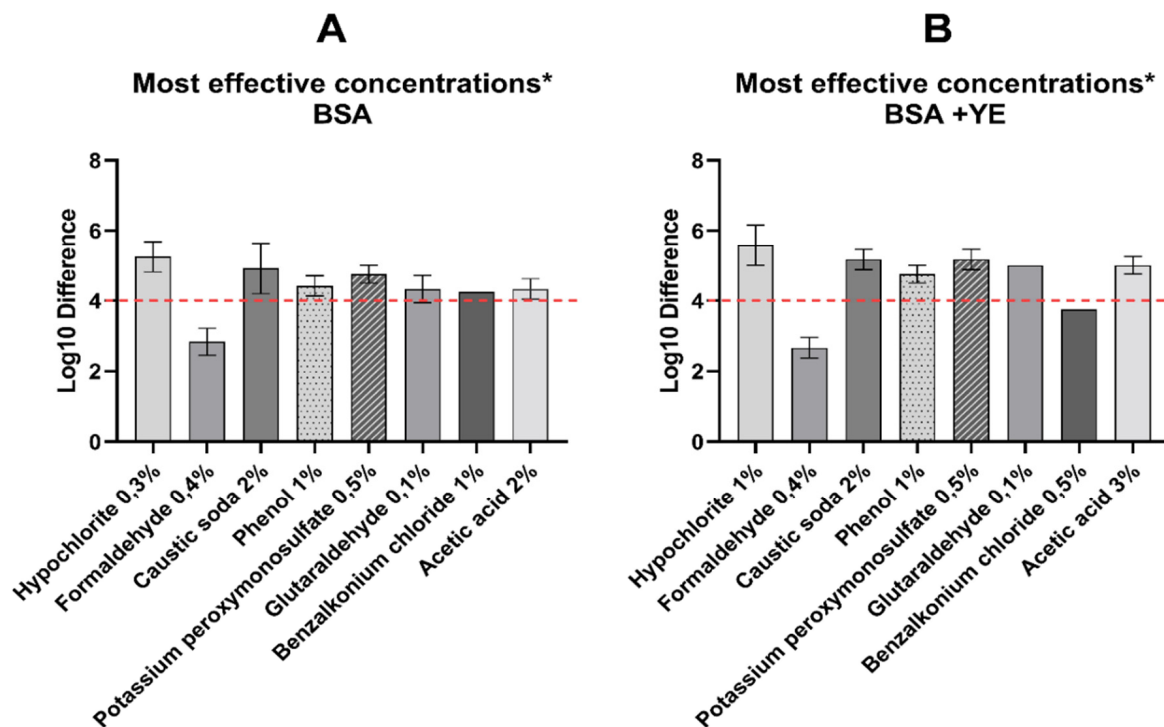 A
Most effective concentrations*
BSA
Log10 Difference
8
6
4
2
0
Hypochlorite 0,3%
Formaldehyde 0,4%
Caustic soda 2%
Phenol 1%
Potassium peroxymonosulfate 0,5%
Glutaraldehyde 0,1%
Benzalkonium chloride 1%
Acetic acid 2%
B
Most effective concentrations*
BSA +YE
Log10 Difference
8
6
4
2
0
Hypochlorite 1%
Formaldehyde 0,4%
Caustic soda 2%
Phenol 1%
Potassium peroxymonosulfate 0,5%
Glutaraldehyde 0,1%
Benzalkonium chloride 0,5%
Acetic acid 3%